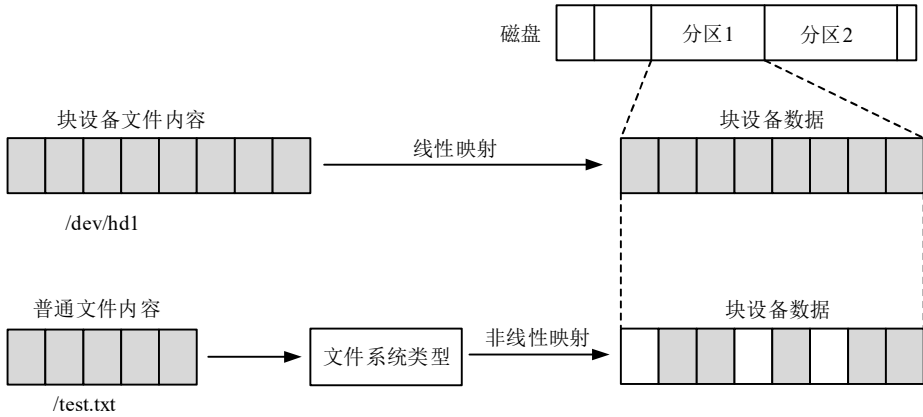 磁盘
分区1
分区2
块设备文件内容
块设备数据
线性映射
/dev/hd1
普通文件内容
块设备数据
文件系统类型
非线性映射
/test.txt